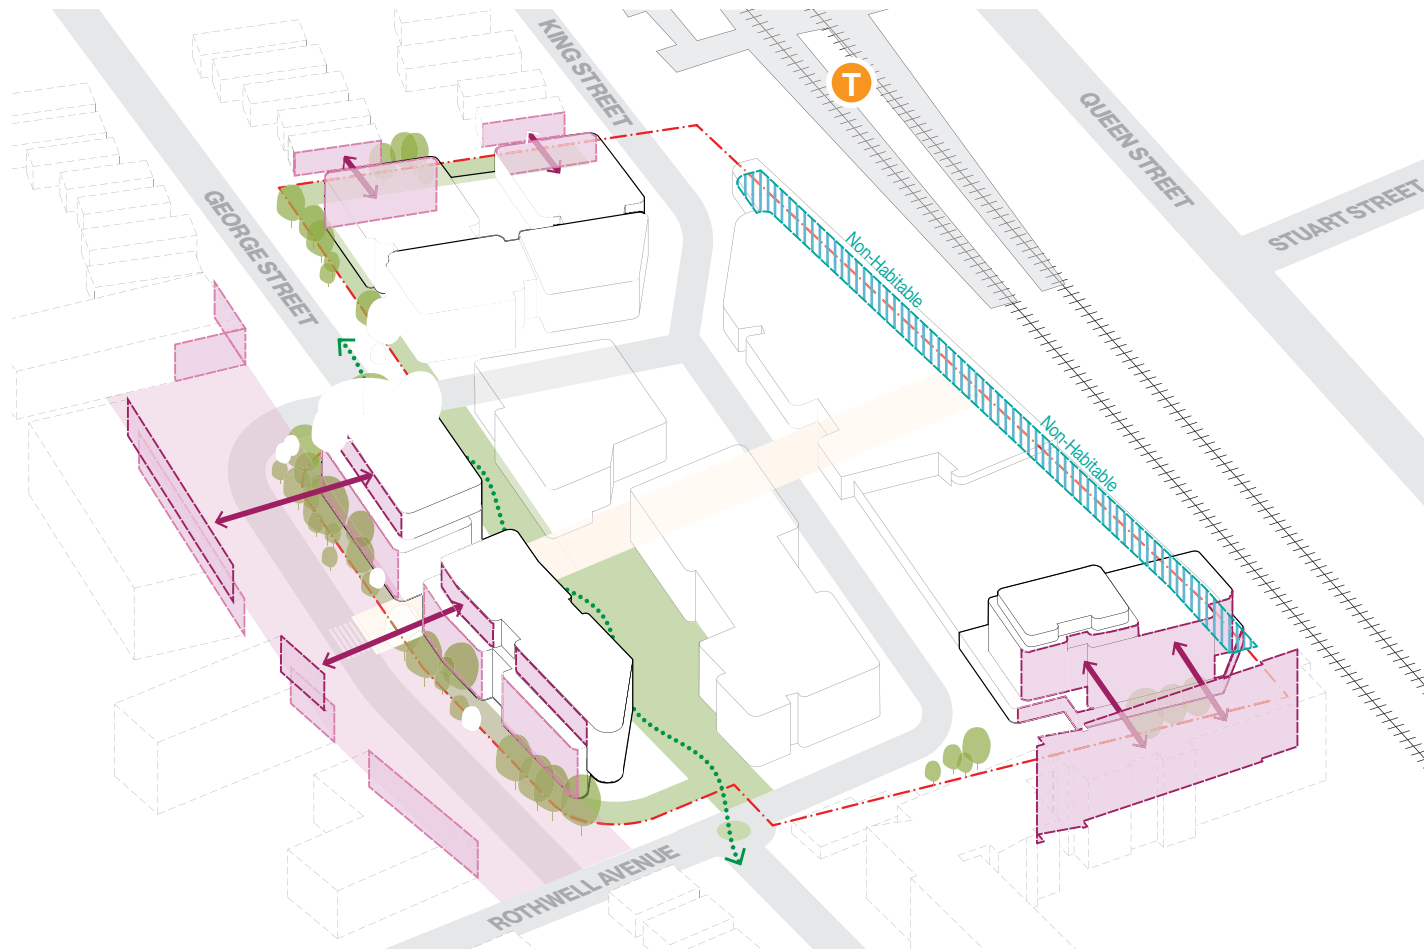 KING STREET
T
QUEEN STREET
STUART STREET
GEORGE STREET
Non-Habitable
Non-Habitable
ROTHWELL AVENUE